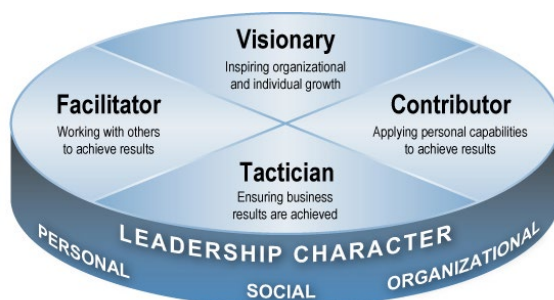 Visionary
Inspiring organizational
and individual growth
Facilitator
Working with others
to achieve results
Contributor
Applying personal capabilities
to achieve results
Tactician
Ensuring business
results are achieved
LEADERSHIP CHARACTER
PERSONAL
SOCIAL
ORGANIZATIONAL